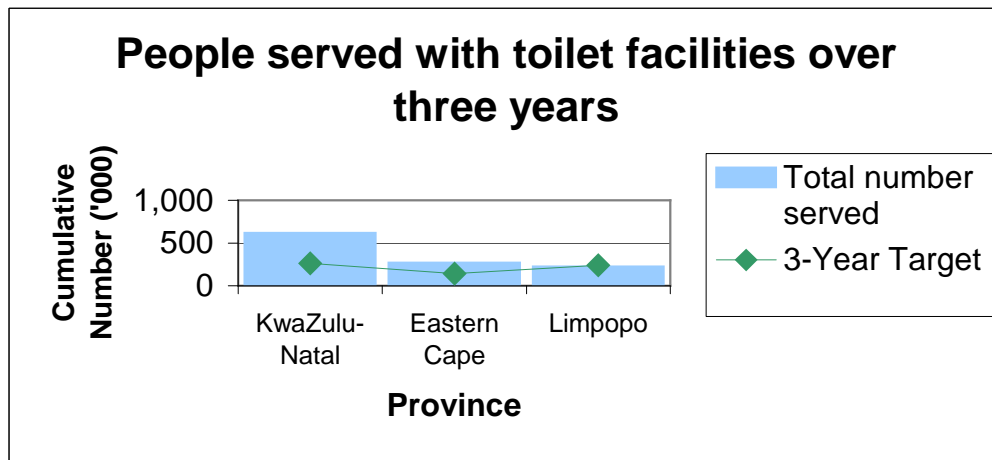 People served with toilet facilities over
three years
Cumulative
Number ('000)
1,000
500
0
KwaZulu-
Natal
Eastern
Cape
Limpopo
Province
Total number
served
3-Year Target